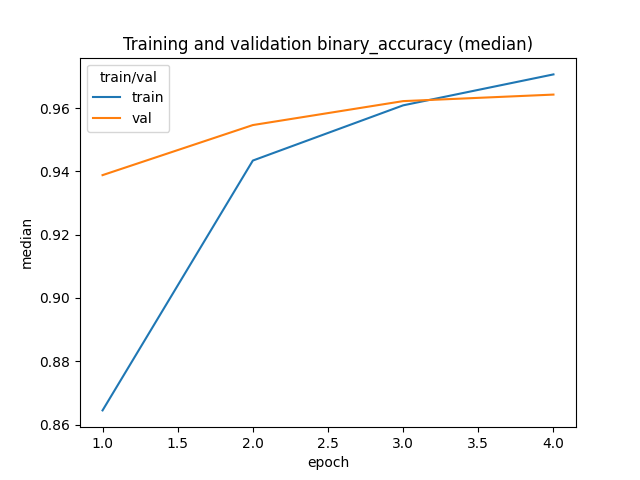 Training and validation binary_accuracy (median)
train/val
train
val
0.96
0.94
0.92
0.90
0.88
0.86
median
1.0 1.5 2.0 2.5 3.0 3.5 4.0
epoch